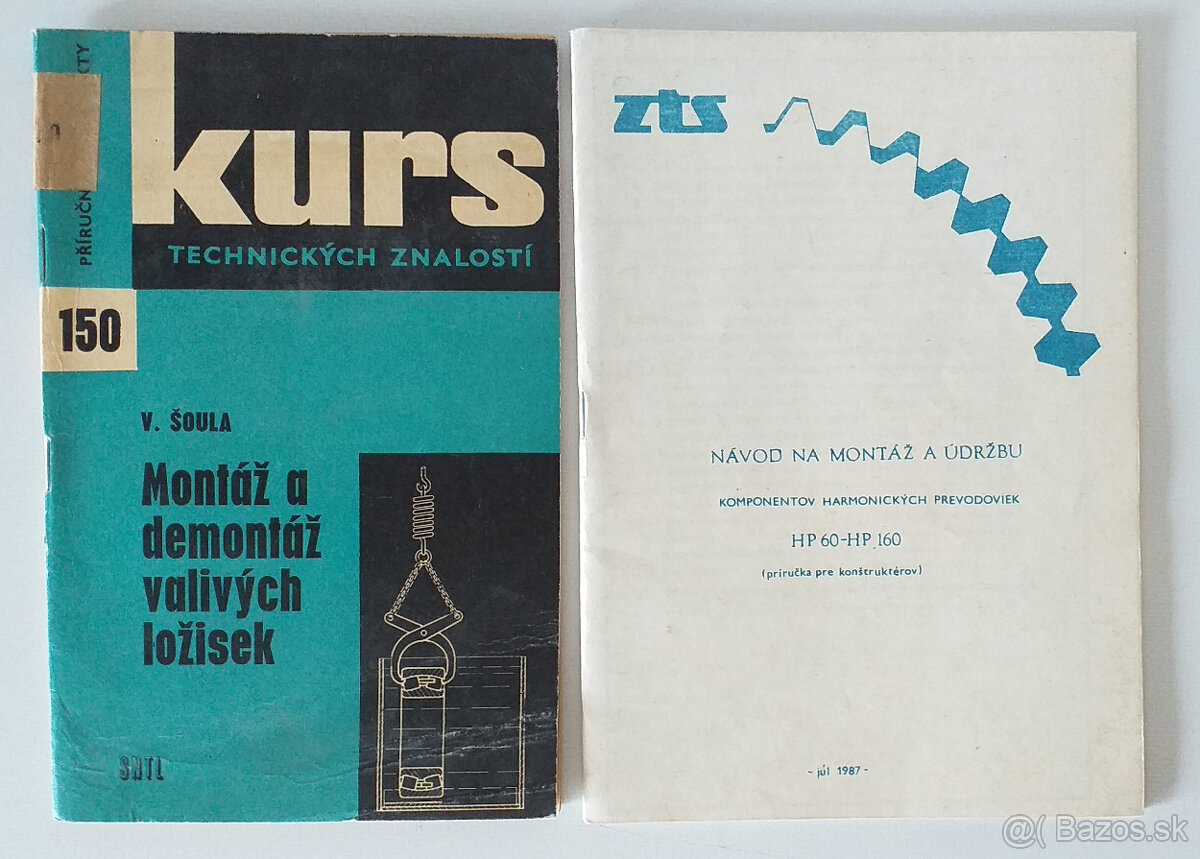 kurs
TECHNICKÝCH ZNALOSTÍ
150
V. ŠOULA
Montáž a
demontáž
valivých
ložisek
SNTL
zts
NÁVOD NA MONTÁŽ A ÚDRŽBU
KOMPONENTOV HARMONICKÝCH PREVODOVIEK
HP 60-HP 160
(príručka pre konštruktérov)
- júl 1987 -
@( Bazos.sk